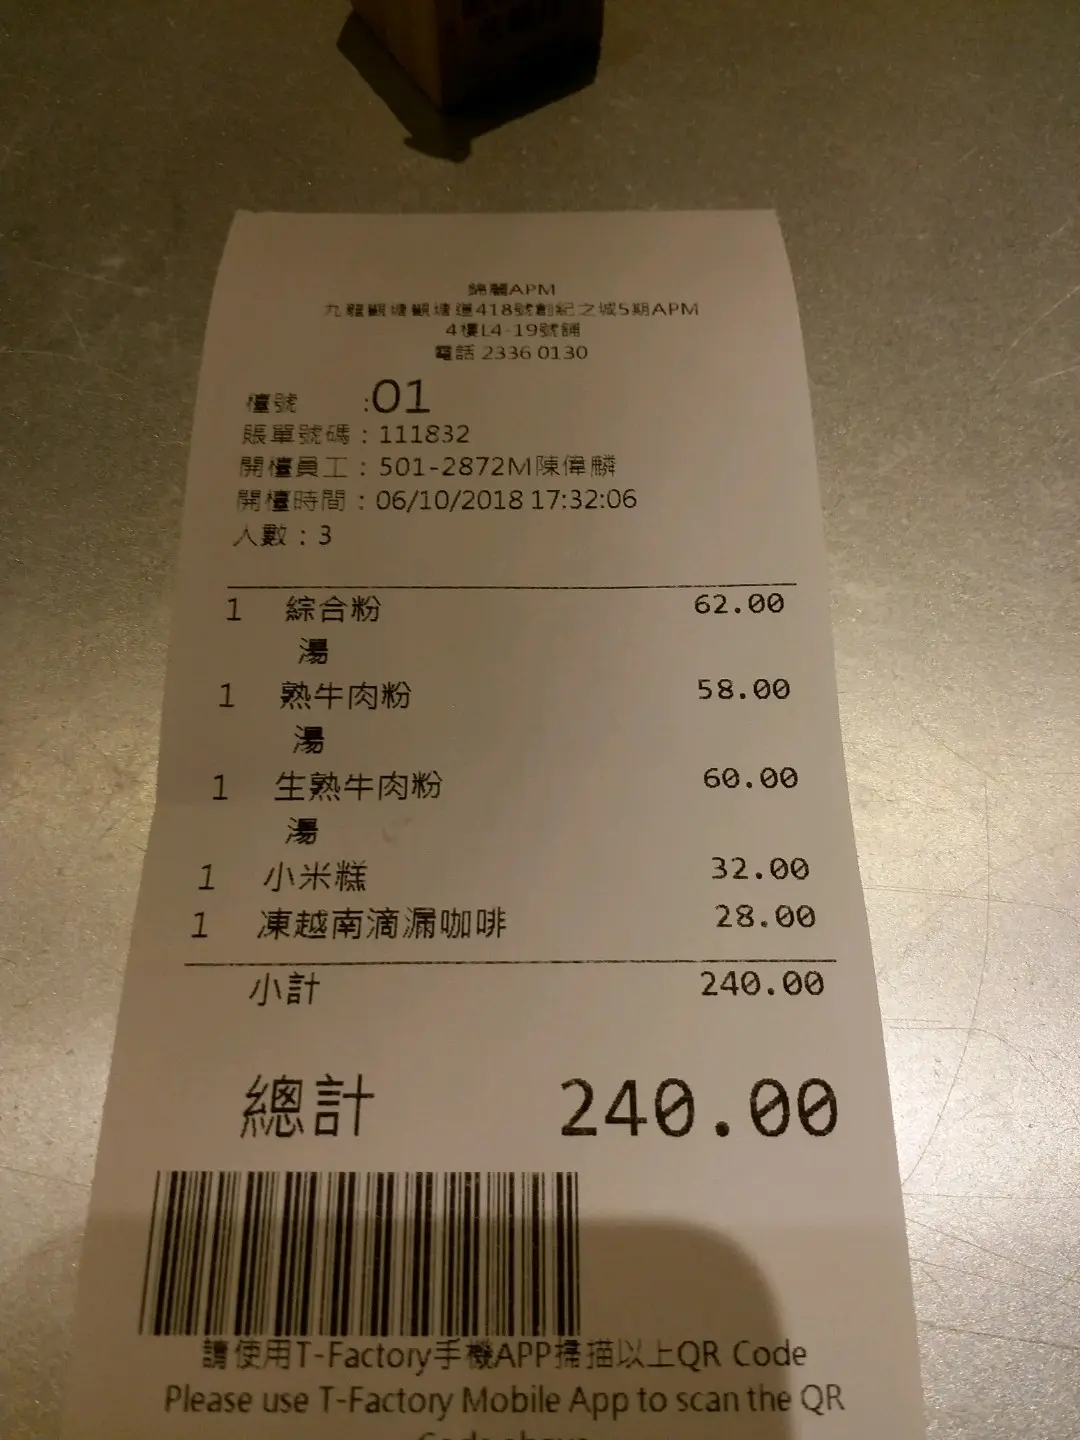 錦麗APM
九龍觀塘觀塘道418號創紀之城5期APM
4樓L4-19號舖
電話 2336 0130
檯號 :01
賬單號碼：111832
開檯員工：501-2872M陳偉麟
開檯時間：06/10/2018 17:32:06
人數：3
1 綜合粉 62.00
湯
1 熟牛肉粉 58.00
湯
1 生熟牛肉粉 60.00
湯
1 小米糕 32.00
1 凍越南滴漏咖啡 28.00
小計 240.00
總計 240.00
請使用T-Factory手機APP掃描以上QR Code
Please use T-Factory Mobile App to scan the QR
Code above